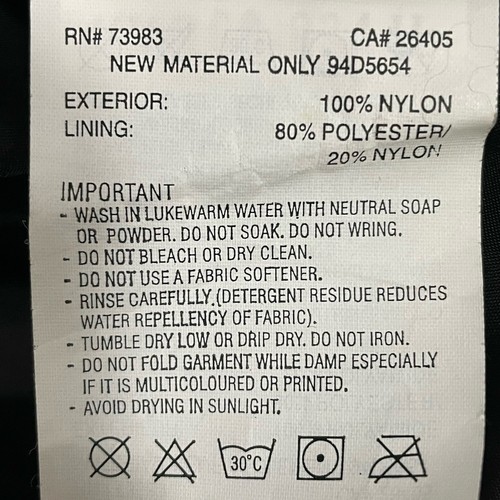 RN# 73983 CA# 26405
NEW MATERIAL ONLY 94D5654
EXTERIOR: 100% NYLON
LINING: 80% POLYESTER/
20% NYLON
IMPORTANT
- WASH IN LUKEWARM WATER WITH NEUTRAL SOAP
OR POWDER. DO NOT SOAK. DO NOT WRING.
- DO NOT BLEACH OR DRY CLEAN.
- DO NOT USE A FABRIC SOFTENER.
- RINSE CAREFULLY.(DETERGENT RESIDUE REDUCES
WATER REPELLENCY OF FABRIC).
- TUMBLE DRY LOW OR DRIP DRY. DO NOT IRON.
- DO NOT FOLD GARMENT WHILE DAMP ESPECIALLY
IF IT IS MULTICOLOURED OR PRINTED.
- AVOID DRYING IN SUNLIGHT.
30°C